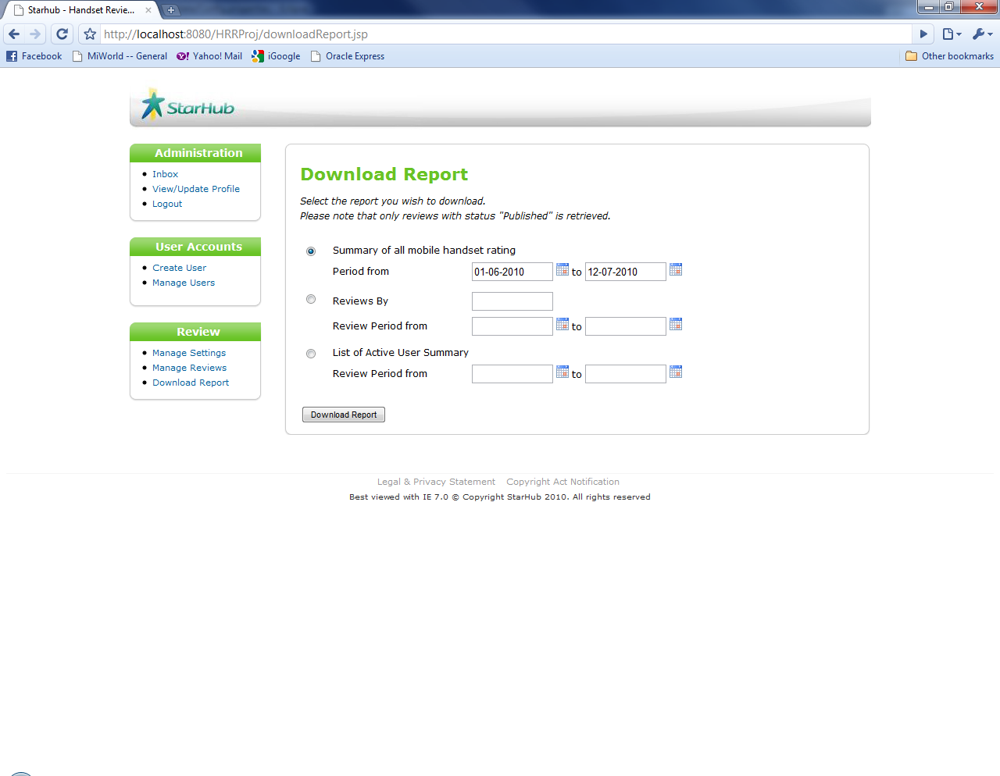 Starhub - Handset Revie...
http://localhost:8080/HRRProj/downloadReport.jsp
Facebook MiWorld -- General Yahoo! Mail iGoogle Oracle Express Other bookmarks
StarHub
Administration
Inbox
View/Update Profile
Logout
User Accounts
Create User
Manage Users
Review
Manage Settings
Manage Reviews
Download Report
Download Report
Select the report you wish to download.
Please note that only reviews with status "Published" is retrieved.
Summary of all mobile handset rating
Period from 01-06-2010 to 12-07-2010
Reviews By
Review Period from to
List of Active User Summary
Review Period from to
Download Report
Legal & Privacy Statement Copyright Act Notification
Best viewed with IE 7.0 © Copyright StarHub 2010. All rights reserved